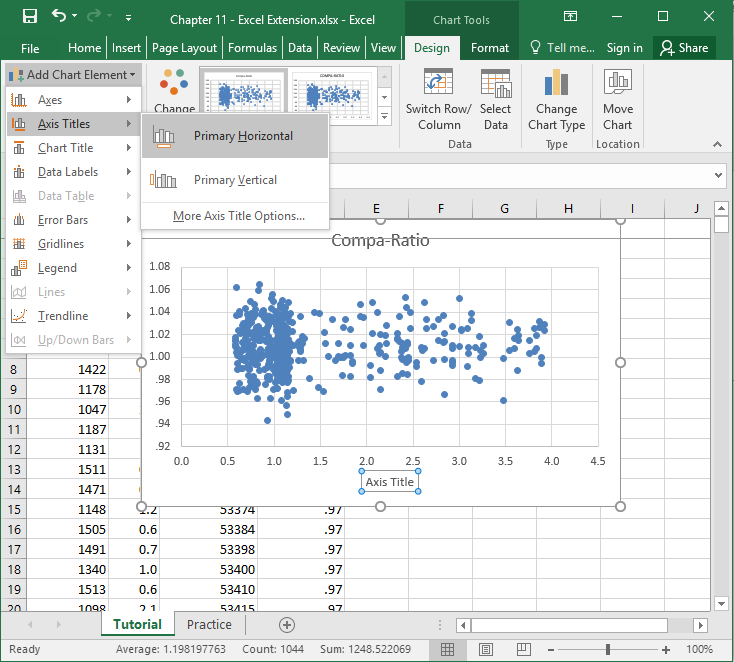 Chapter 11 - Excel Extension.xlsx - Excel
Chart Tools
File Home Insert Page Layout Formulas Data Review View Design Format Tell me... Sign in Share
Add Chart Element
Axes
Axis Titles
Chart Title
Data Labels
Data Table
Error Bars
Gridlines
Legend
Lines
Trendline
Up/Down Bars
Change
Primary Horizontal
Primary Vertical
More Axis Title Options...
COMPA-RATIO
Switch Row/
Column
Select
Data
Data
Change
Chart Type
Type
Move
Chart
Location
E F G H I J
Compa-Ratio
1.08
1.06
1.04
1.02
1.00
.98
.96
.94
.92
0.0 0.5 1.0 1.5 2.0 2.5 3.0 3.5 4.0 4.5
Axis Title
8 1422
9 1178
10 1047
11 1187
12 1131
13 1511
14 1471
15 1148 1.2 53374 .97
16 1505 0.6 53384 .97
17 1491 0.7 53398 .97
18 1340 1.0 53400 .97
19 1513 0.6 53410 .97
20 1098 2.1 53415 .97
Tutorial Practice
Ready Average: 1.198197763 Count: 1044 Sum: 1248.522069 100%